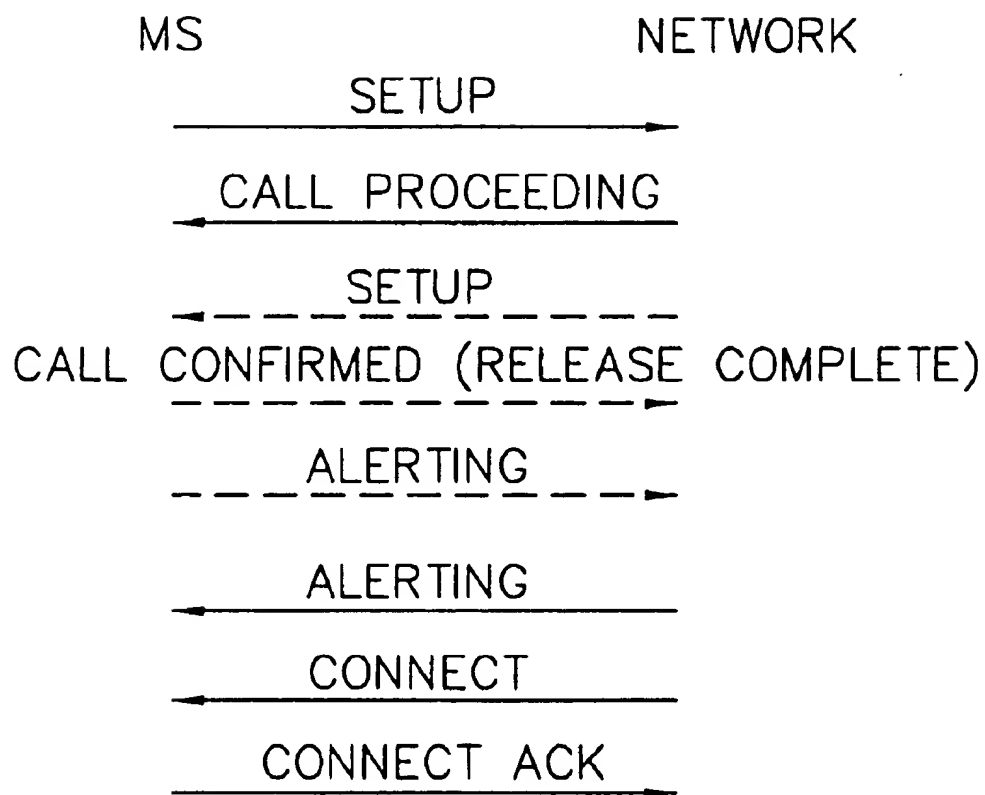 MS NETWORK
SETUP
CALL PROCEEDING
SETUP
CALL CONFIRMED (RELEASE COMPLETE)
ALERTING
ALERTING
CONNECT
CONNECT ACK